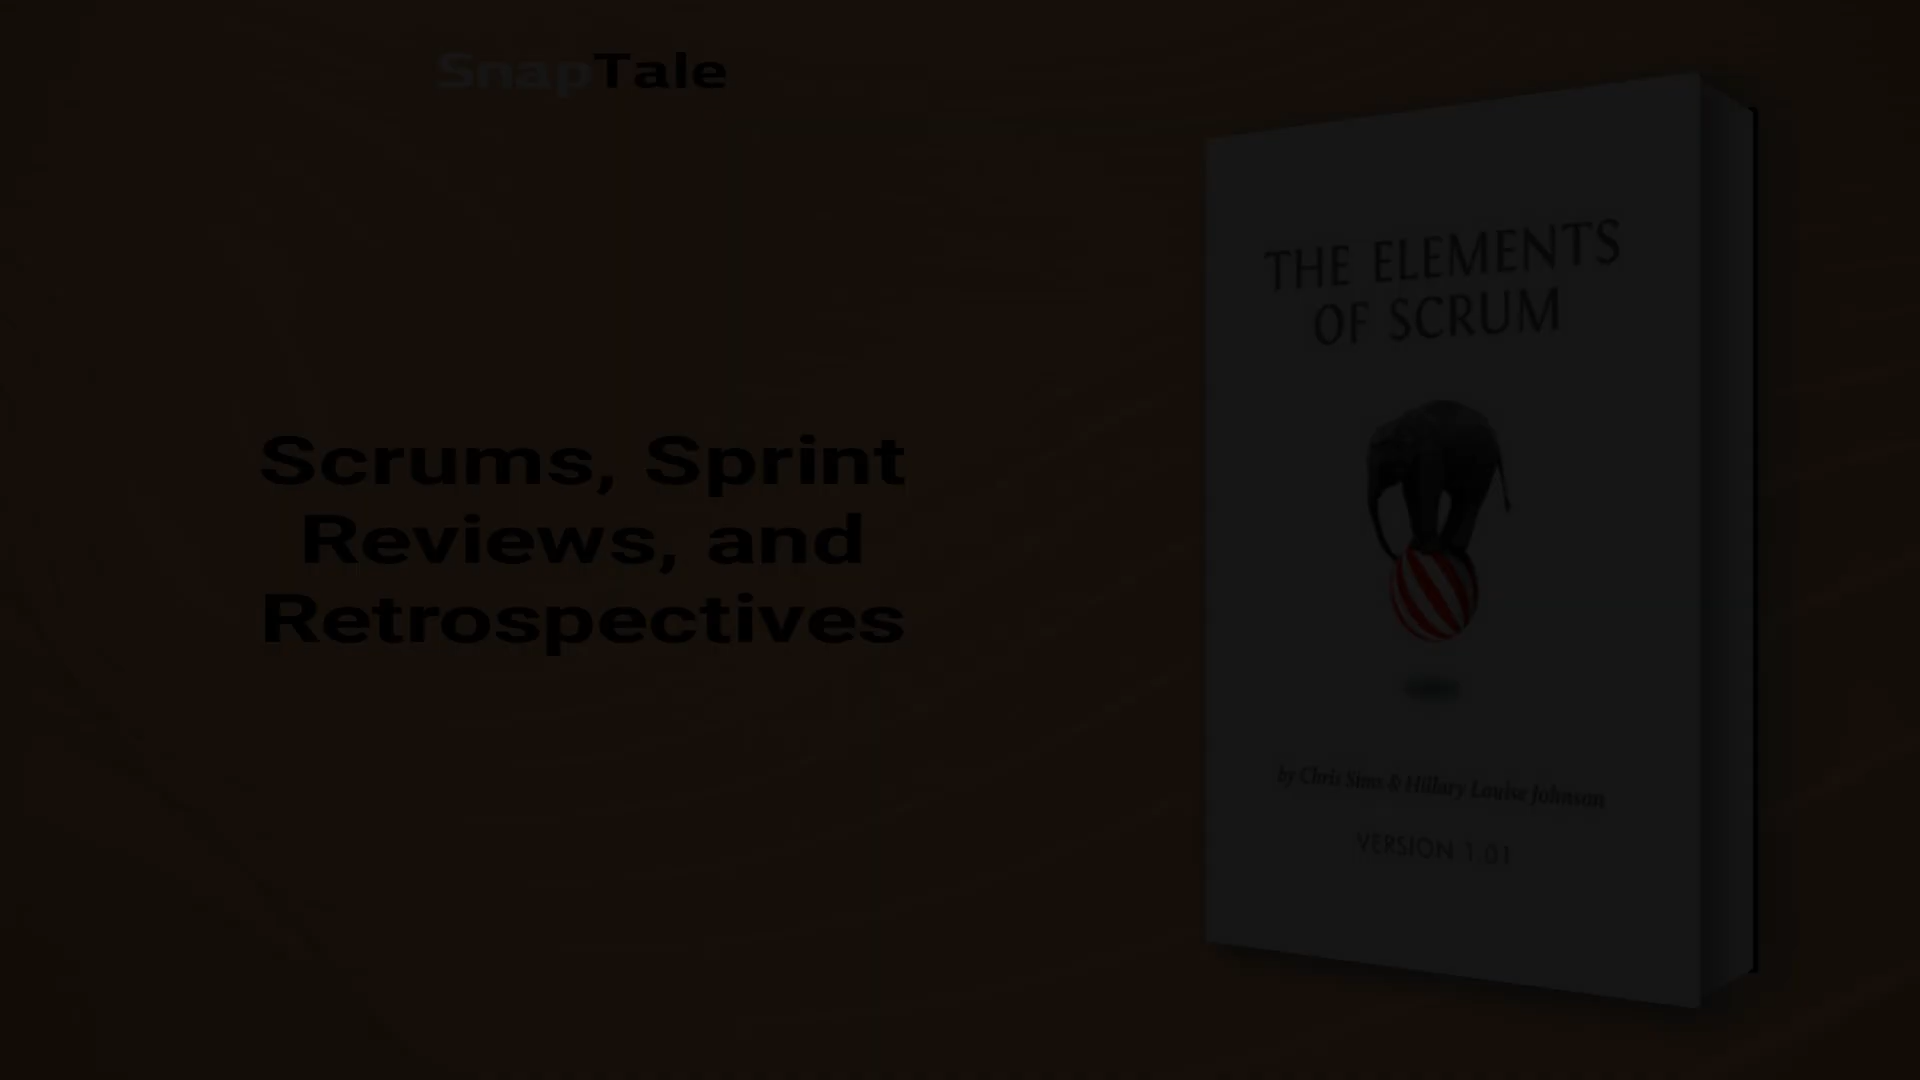 SnapTale
Scrums, Sprint
Reviews, and
Retrospectives
THE ELEMENTS
OF SCRUM
by Chris Sims & Hillary Louise Johnson
VERSION 1.01